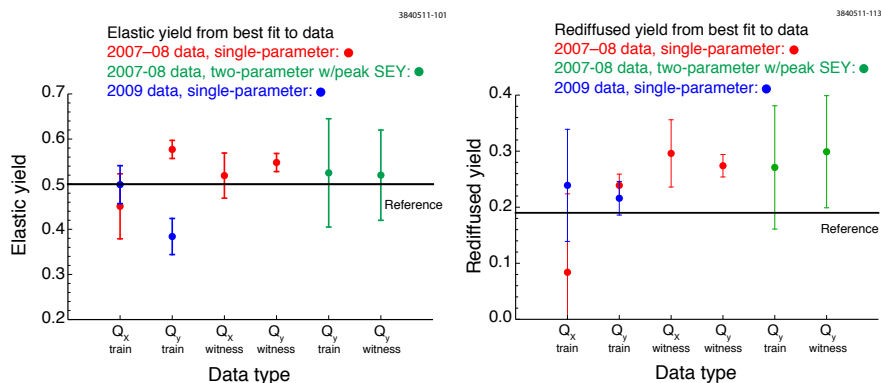 3840511-101
Elastic yield from best fit to data
2007–08 data, single-parameter:
2007-08 data, two-parameter w/peak SEY:
2009 data, single-parameter:
0.7
0.6
0.5
0.4
0.3
0.2
Elastic yield
Reference
Qx Qy Qx Qy Qy Qy
train train witness witness train witness
Data type
3840511-113
Rediffused yield from best fit to data
2007–08 data, single-parameter:
2007-08 data, two-parameter w/peak SEY:
2009 data, single-parameter:
0.4
0.3
0.2
0.1
0.0
Rediffused yield
Reference
Qx Qy Qx Qy Qy Qy
train train witness witness train witness
Data type